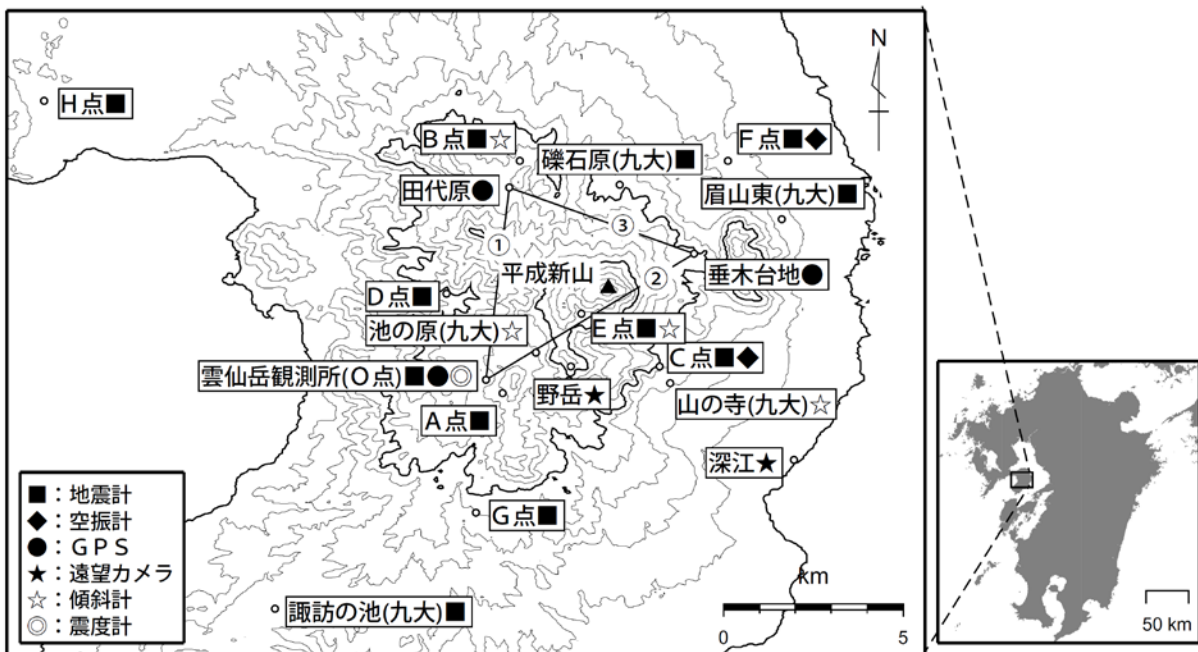 N
H点■
B点■☆
F点■◆
礫石原(九大)■
田代原●
眉山東(九大)■
①
③
平成新山
②
垂木台地●
D点■
池の原(九大)☆
E点■☆
C点■◆
雲仙岳観測所(O点)■●◎
野岳★
山の寺(九大)☆
A点■
深江★
G点■
諏訪の池(九大)■
km
0
5
■：地震計
◆：空振計
●：ＧＰＳ
★：遠望カメラ
☆：傾斜計
◎：震度計
50 km